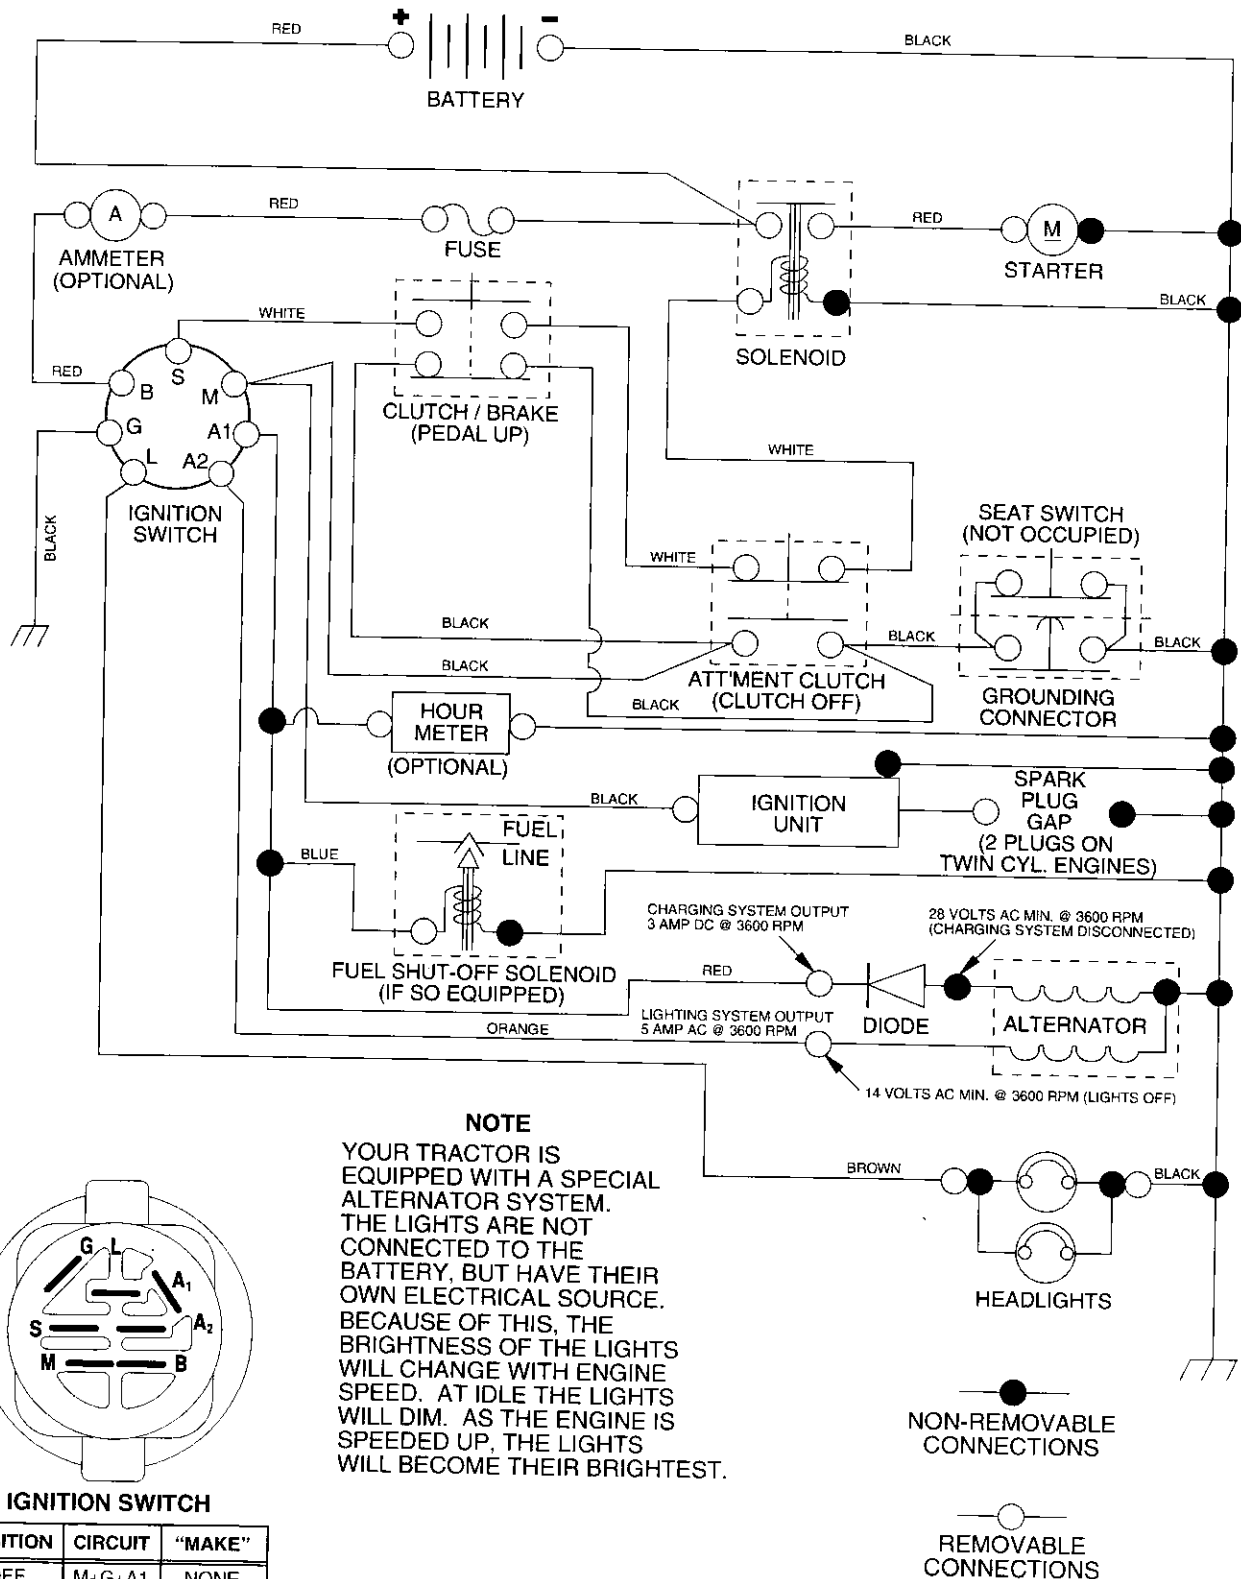 + -
RED
BLACK
BATTERY
A
RED
FUSE
RED
M
STARTER
AMMETER
(OPTIONAL)
WHITE
BLACK
SOLENOID
RED
B
S
M
G
A1
L
A2
CLUTCH / BRAKE
(PEDAL UP)
WHITE
IGNITION
SWITCH
BLACK
SEAT SWITCH
(NOT OCCUPIED)
WHITE
BLACK
BLACK
BLACK
BLACK
ATT'MENT CLUTCH
(CLUTCH OFF)
GROUNDING
CONNECTOR
BLACK
HOUR
METER
(OPTIONAL)
BLACK
IGNITION
UNIT
SPARK
PLUG
GAP
(2 PLUGS ON
TWIN CYL. ENGINES)
FUEL
LINE
BLUE
FUEL SHUT-OFF SOLENOID
(IF SO EQUIPPED)
CHARGING SYSTEM OUTPUT
3 AMP DC @ 3600 RPM
28 VOLTS AC MIN. @ 3600 RPM
(CHARGING SYSTEM DISCONNECTED)
RED
DIODE
ALTERNATOR
LIGHTING SYSTEM OUTPUT
5 AMP AC @ 3600 RPM
ORANGE
14 VOLTS AC MIN. @ 3600 RPM (LIGHTS OFF)
NOTE
YOUR TRACTOR IS
EQUIPPED WITH A SPECIAL
ALTERNATOR SYSTEM.
THE LIGHTS ARE NOT
CONNECTED TO THE
BATTERY, BUT HAVE THEIR
OWN ELECTRICAL SOURCE.
BECAUSE OF THIS, THE
BRIGHTNESS OF THE LIGHTS
WILL CHANGE WITH ENGINE
SPEED. AT IDLE THE LIGHTS
WILL DIM. AS THE ENGINE IS
SPEEDED UP, THE LIGHTS
WILL BECOME THEIR BRIGHTEST.
BROWN
BLACK
HEADLIGHTS
G L
A1
S
A2
M
B
IGNITION SWITCH
ITION CIRCUIT "MAKE"
M+G+A1 NONE
NON-REMOVABLE
CONNECTIONS
REMOVABLE
CONNECTIONS